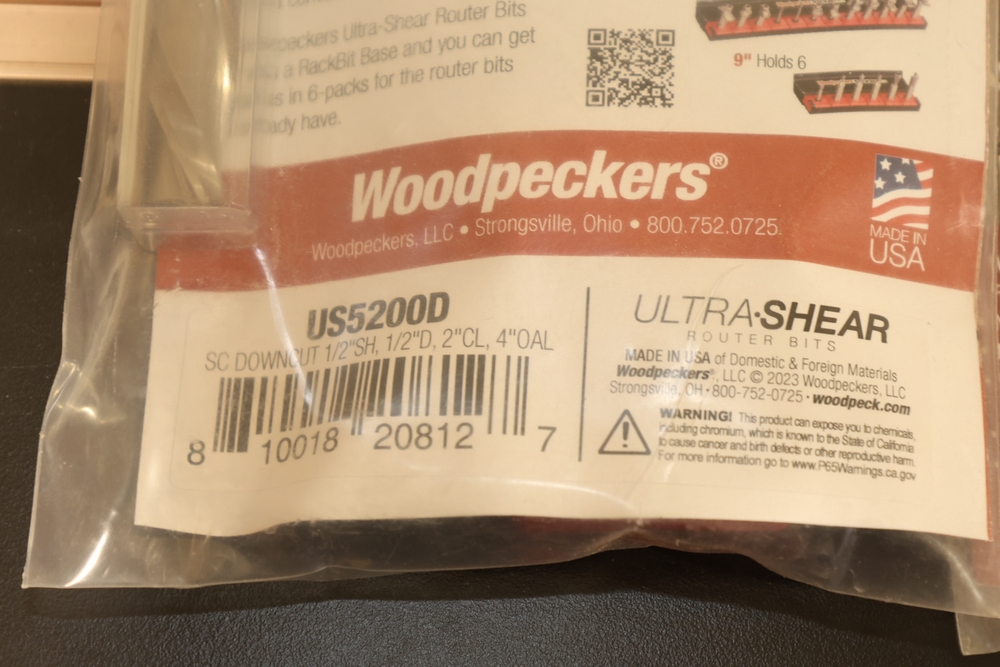 Ultra-Shear Router Bits
a RackBit Base and you can get
in 6-packs for the router bits
have.
9" Holds 6
Woodpeckers®
Woodpeckers, LLC • Strongsville, Ohio • 800.752.0725
MADE IN
USA
US5200D
SC DOWNCUT 1/2"SH, 1/2"D, 2"CL, 4"OAL
8 10018 20812 7
ULTRA·SHEAR
ROUTER BITS
MADE IN USA of Domestic & Foreign Materials
Woodpeckers®, LLC © 2023 Woodpeckers, LLC
Strongsville, OH • 800-752-0725 • woodpeck.com
WARNING! This product can expose you to chemicals,
including chromium, which is known to the State of California
to cause cancer and birth defects or other reproductive harm.
For more information go to www.P65Warnings.ca.gov